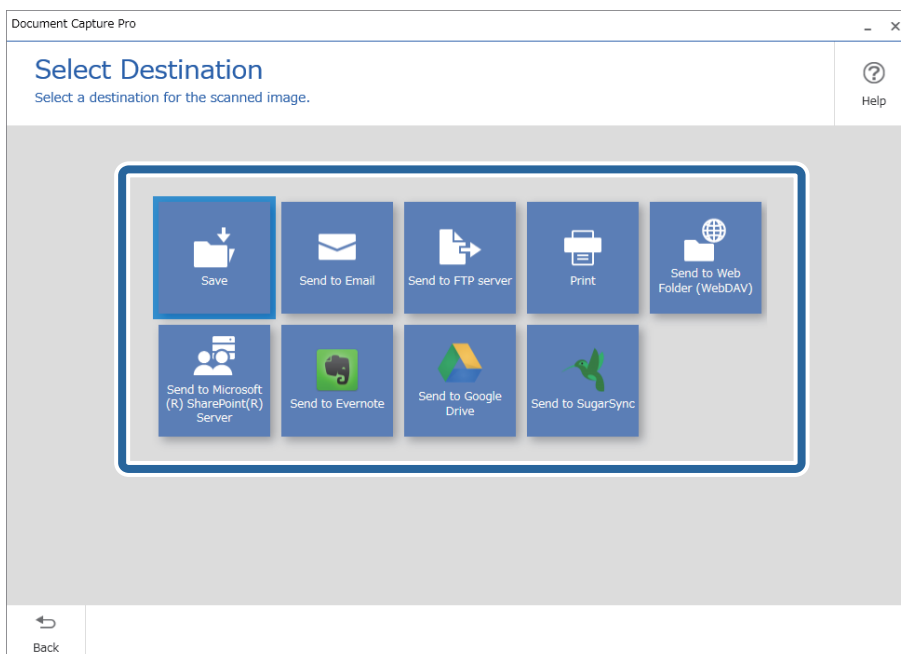 Document Capture Pro
Select Destination
Select a destination for the scanned image.
Help
Save
Send to Email
Send to FTP server
Print
Send to Web
Folder (WebDAV)
Send to Microsoft
(R) SharePoint(R)
Server
Send to Evernote
Send to Google
Drive
Send to SugarSync
Back